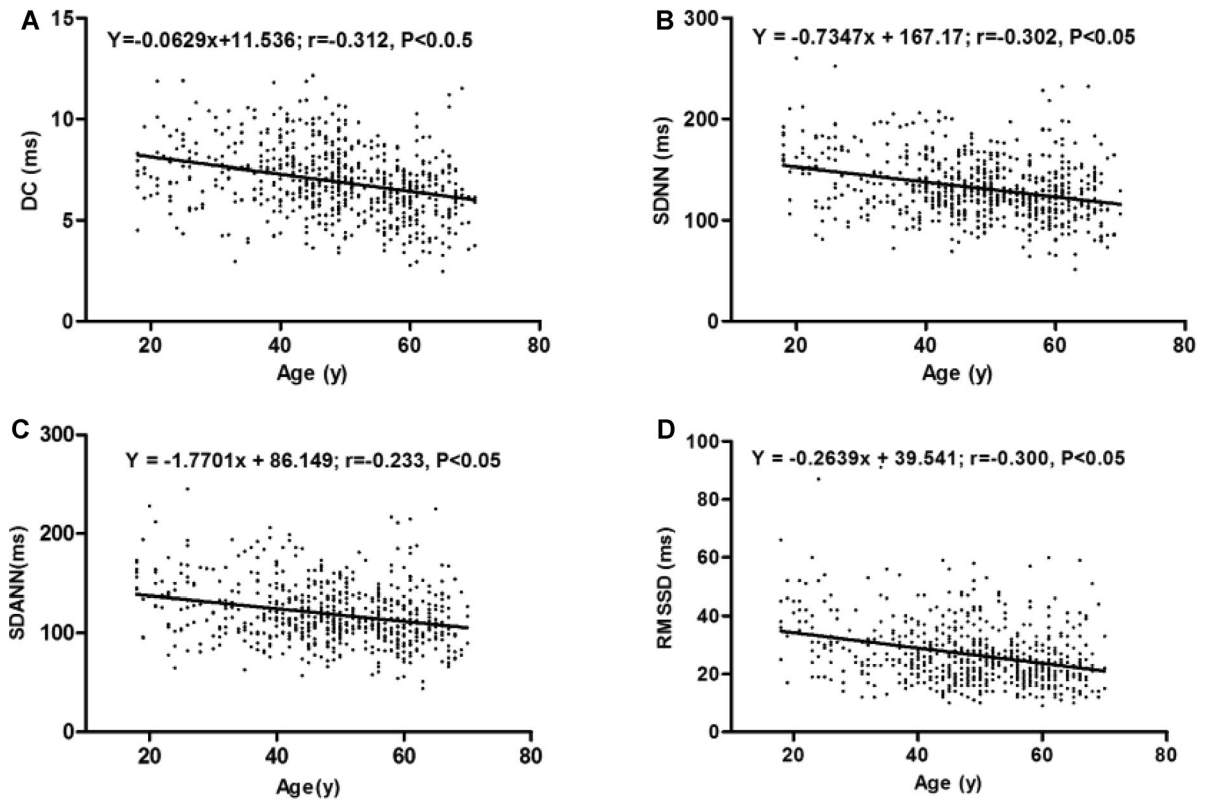 A
Y=-0.0629x+11.536; r=-0.312, P<0.0.5
15
10
5
0
DC (ms)
20 40 60 80
Age (y)
B
Y = -0.7347x + 167.17; r=-0.302, P<0.05
300
200
100
0
SDNN (ms)
20 40 60 80
Age (y)
C
Y = -1.7701x + 86.149; r=-0.233, P<0.05
300
200
100
0
SDANN(ms)
20 40 60 80
Age(y)
D
Y = -0.2639x + 39.541; r=-0.300, P<0.05
100
80
60
40
20
0
RMSSD (ms)
20 40 60 80
Age (y)